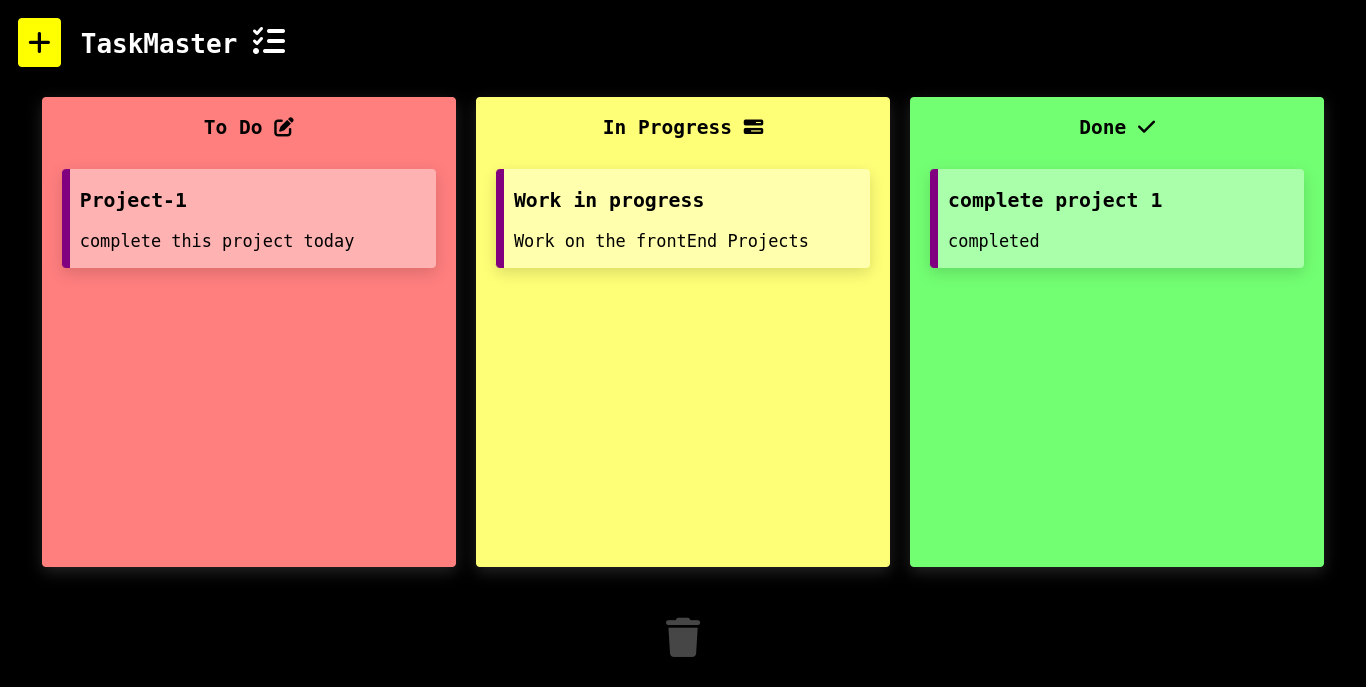 TaskMaster
To Do
Project-1
complete this project today
In Progress
Work in progress
Work on the frontEnd Projects
Done
complete project 1
completed